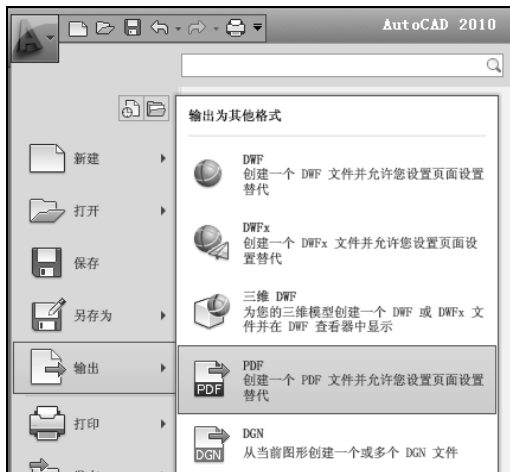 AutoCAD 2010
输出为其他格式
新建
打开
保存
另存为
输出
打印
DWF
创建一个 DWF 文件并允许您设置页面设置
替代
DWFx
创建一个 DWFx 文件并允许您设置页面设
置替代
三维 DWF
为您的三维模型创建一个 DWF 或 DWFx 文
件并在 DWF 查看器中显示
PDF
PDF
创建一个 PDF 文件并允许您设置页面设置
替代
DGN
DGN
从当前图形创建一个或多个 DGN 文件